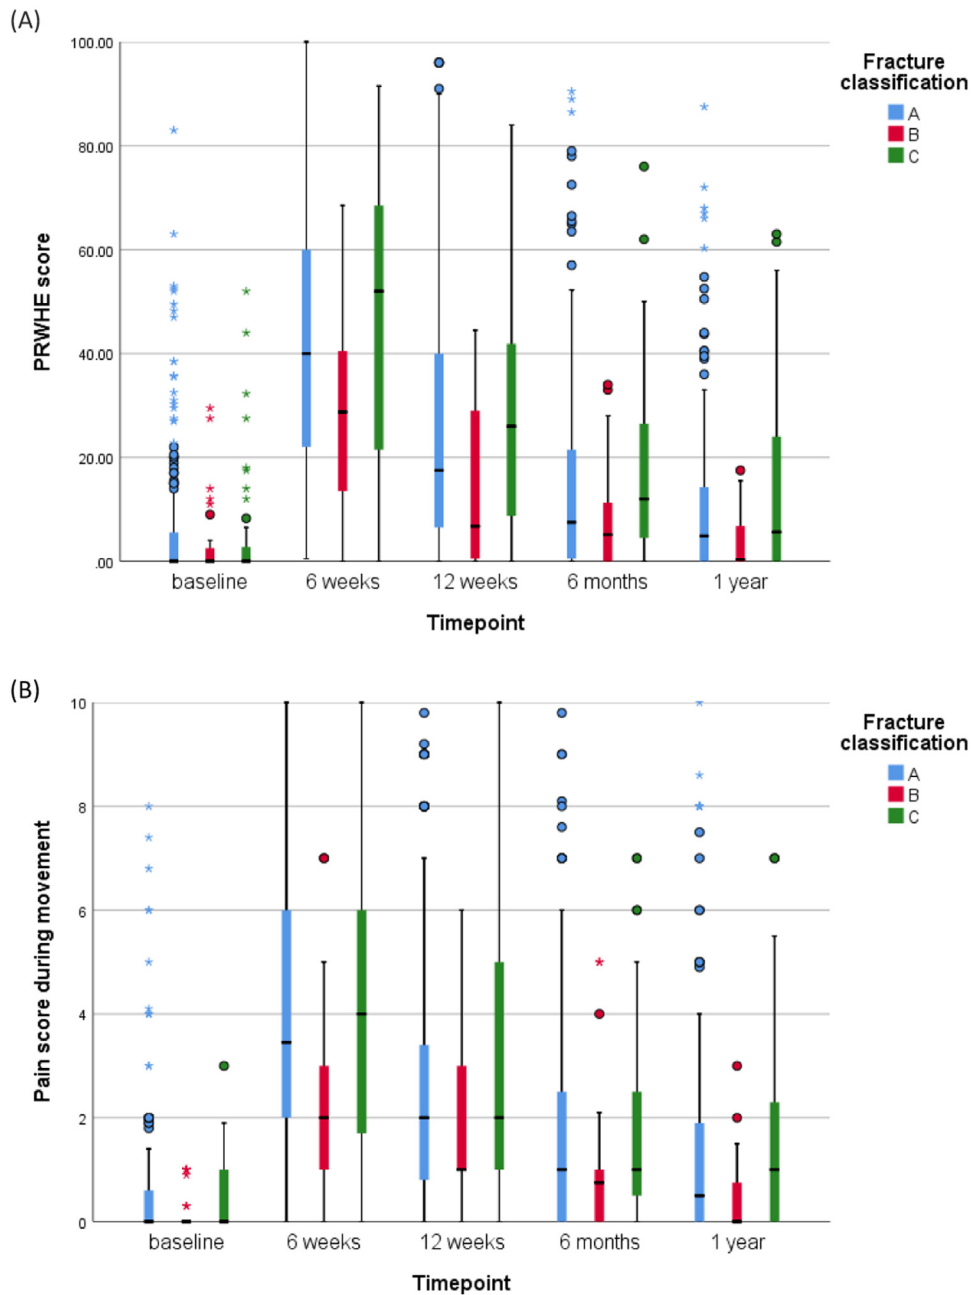 (A)
100.00
80.00
60.00
40.00
20.00
.00
PRWHE score
baseline 6 weeks 12 weeks 6 months 1 year
Timepoint
Fracture
classification
A
B
C
(B)
10
8
6
4
2
0
Pain score during movement
baseline 6 weeks 12 weeks 6 months 1 year
Timepoint
Fracture
classification
A
B
C